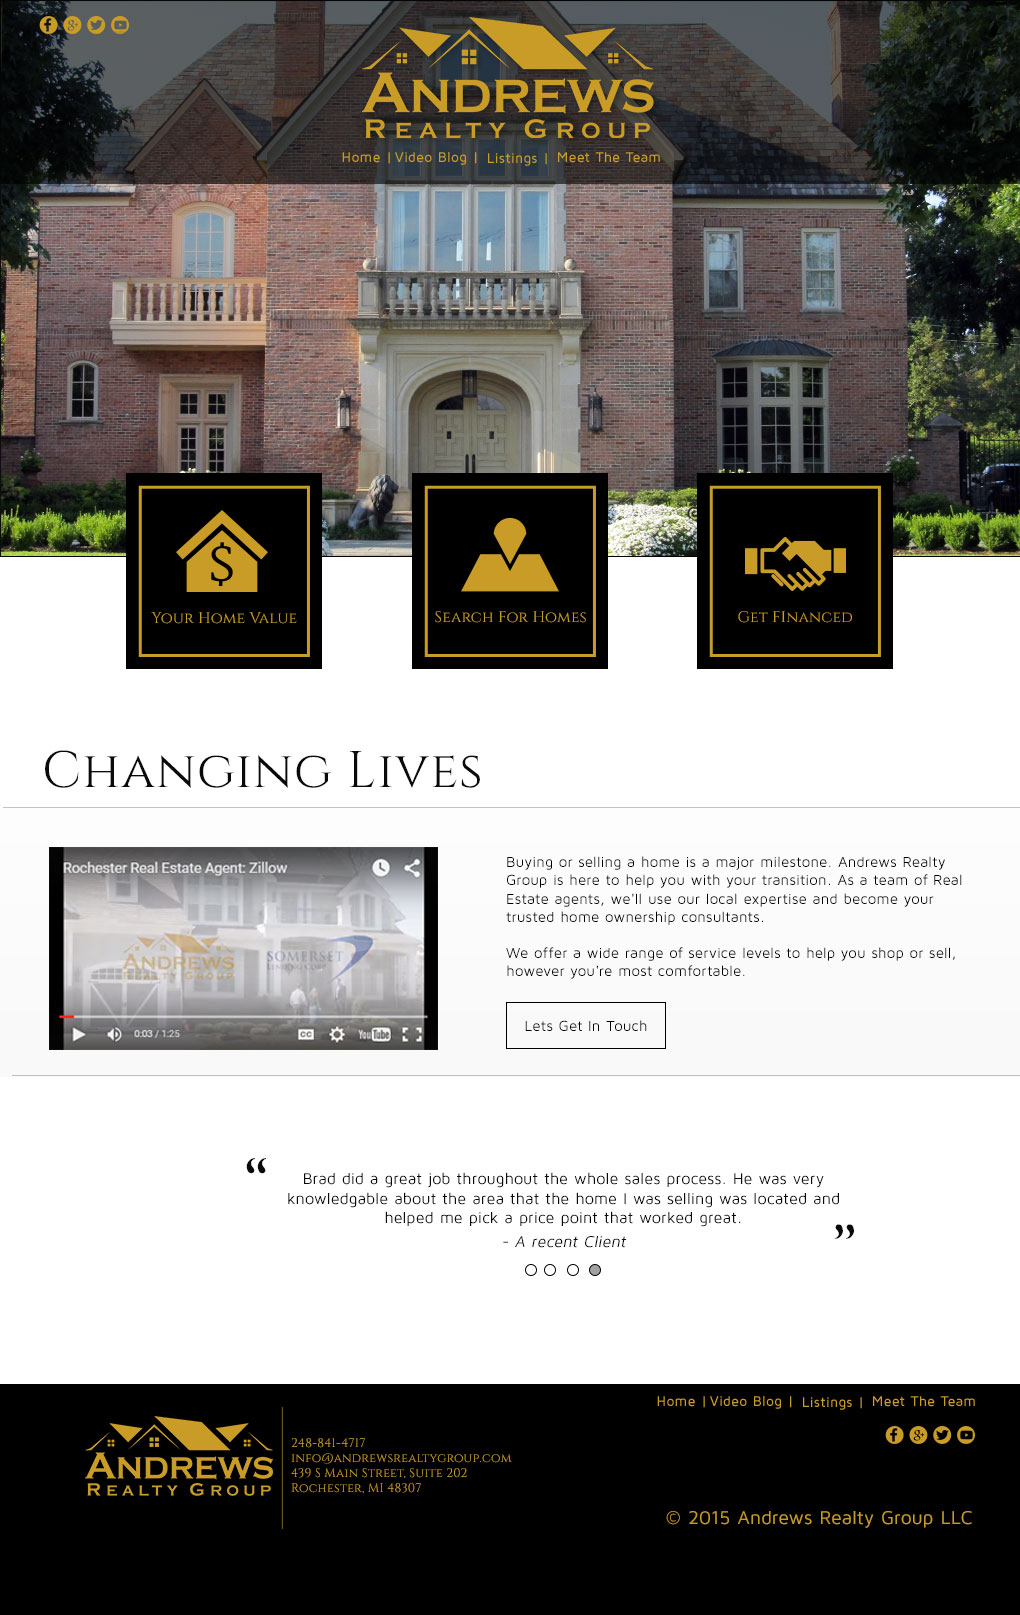 ANDREWS
REALTY GROUP
Home | Video Blog | Listings | Meet The Team
$
YOUR HOME VALUE
SEARCH FOR HOMES
GET FINANCED
CHANGING LIVES
Rochester Real Estate Agent: Zillow
ANDREWS
REALTY GROUP
SOMERSET
LENDING CORP
0:03 / 1:25
CC
YouTube
Buying or selling a home is a major milestone. Andrews Realty
Group is here to help you with your transition. As a team of Real
Estate agents, we'll use our local expertise and become your
trusted home ownership consultants.
We offer a wide range of service levels to help you shop or sell,
however you're most comfortable.
Lets Get In Touch
“ Brad did a great job throughout the whole sales process. He was very
knowledgable about the area that the home I was selling was located and
helped me pick a price point that worked great. ”
- A recent Client
Home | Video Blog | Listings | Meet The Team
ANDREWS
REALTY GROUP
248-841-4717
INFO@ANDREWSREALTYGROUP.COM
439 S MAIN STREET, SUITE 202
ROCHESTER, MI 48307
© 2015 Andrews Realty Group LLC